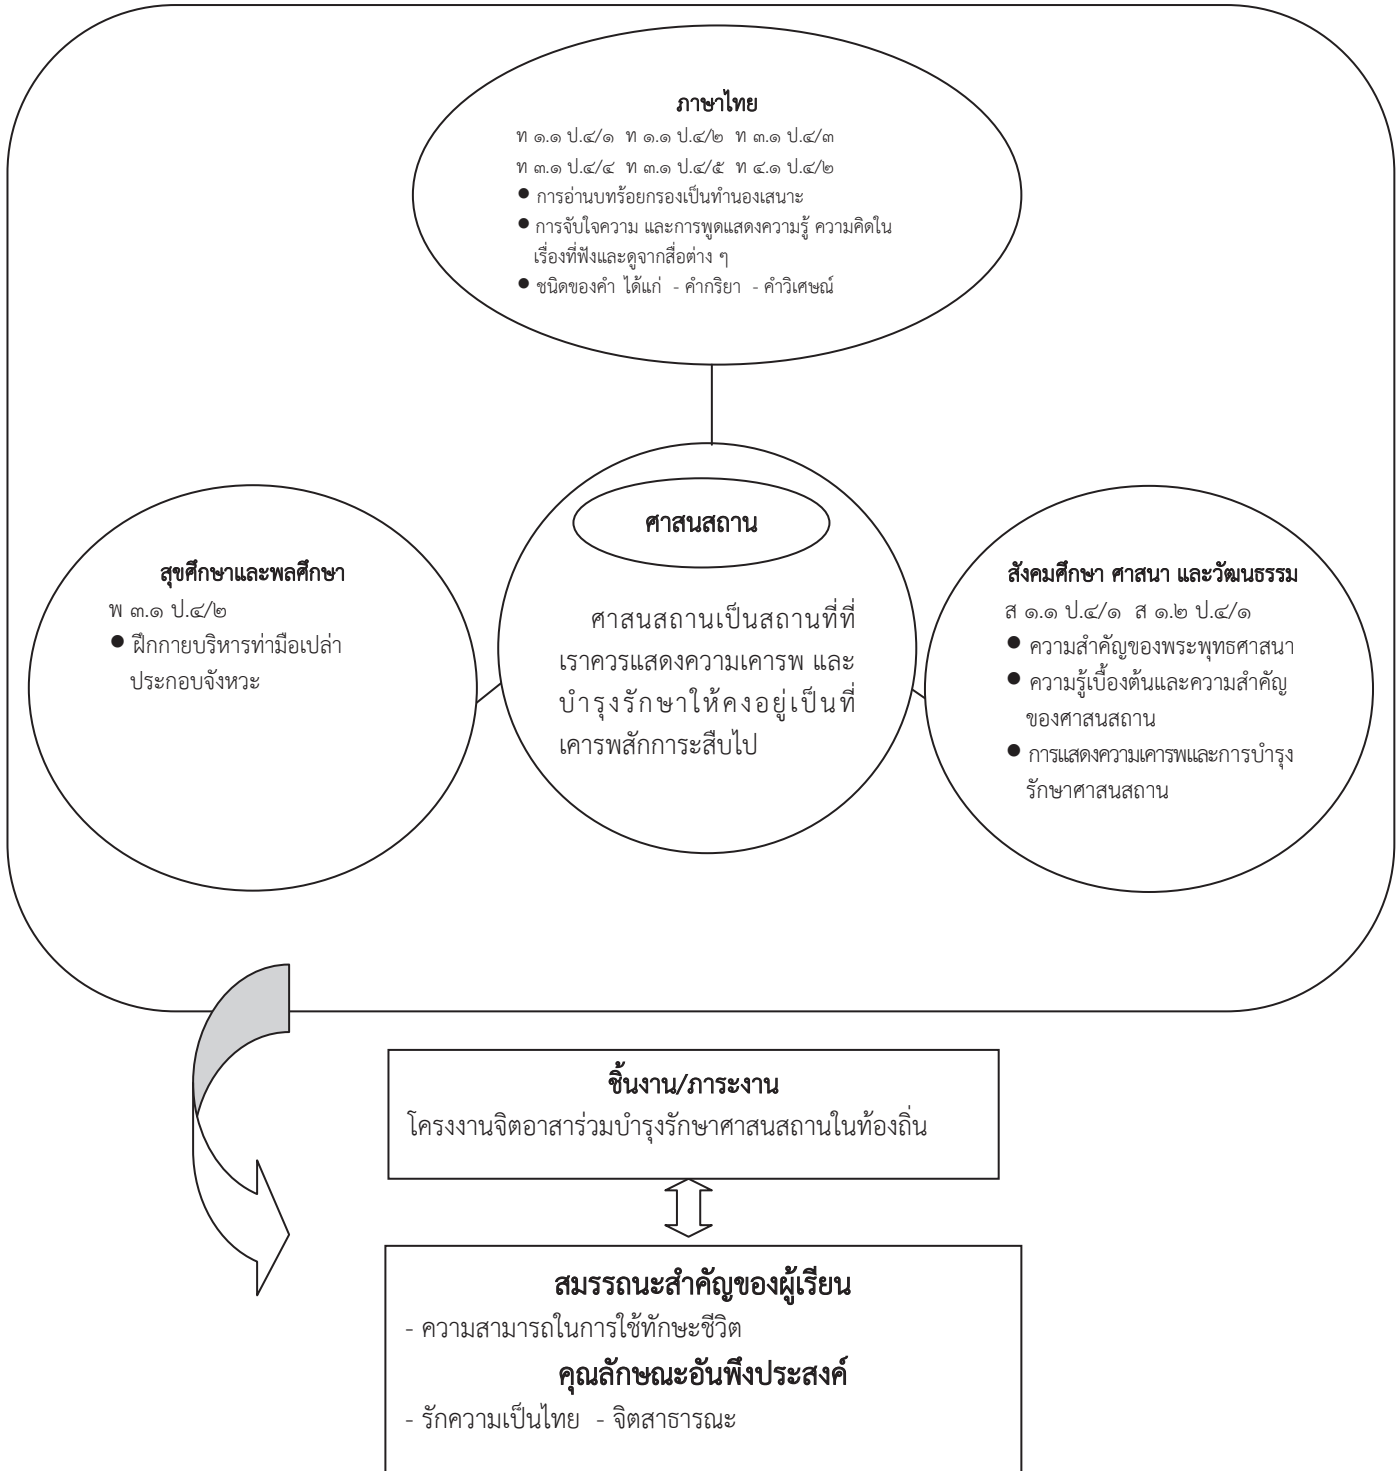 ภาษาไทย
ท ๑.๑ ป.๔/๑ ท ๑.๑ ป.๔/๒ ท ๓.๑ ป.๔/๓
ท ๓.๑ ป.๔/๔ ท ๓.๑ ป.๔/๕ ท ๔.๑ ป.๔/๒
● การอ่านบทร้อยกรองเป็นทำนองเสนาะ
● การจับใจความ และการพูดแสดงความรู้ ความคิดใน
เรื่องที่ฟังและดูจากสื่อต่าง ๆ
● ชนิดของคำ ได้แก่ - คำกริยา - คำวิเศษณ์
ศาสนสถาน
ศาสนสถานเป็นสถานที่ที่
เราควรแสดงความเคารพ และ
บำรุงรักษาให้คงอยู่เป็นที่
เคารพสักการะสืบไป
สุขศึกษาและพลศึกษา
พ ๓.๑ ป.๔/๒
● ฝึกกายบริหารท่ามือเปล่า
ประกอบจังหวะ
สังคมศึกษา ศาสนา และวัฒนธรรม
ส ๑.๑ ป.๔/๑ ส ๑.๒ ป.๔/๑
● ความสำคัญของพระพุทธศาสนา
● ความรู้เบื้องต้นและความสำคัญ
ของศาสนสถาน
● การแสดงความเคารพและการบำรุง
รักษาศาสนสถาน
ชิ้นงาน/ภาระงาน
โครงงานจิตอาสาร่วมบำรุงรักษาศาสนสถานในท้องถิ่น
สมรรถนะสำคัญของผู้เรียน
- ความสามารถในการใช้ทักษะชีวิต
คุณลักษณะอันพึงประสงค์
- รักความเป็นไทย - จิตสาธารณะ